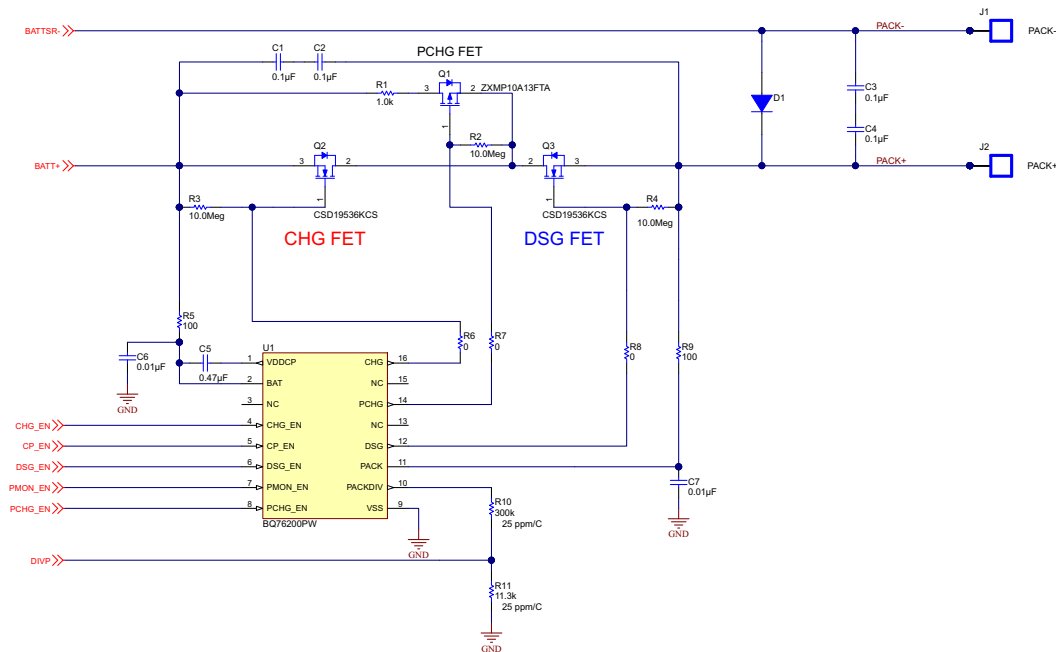 J1
BATTSR-
PACK-
PACK-
PCHG FET
C1
0.1µF
C2
0.1µF
Q1
3
2
1
ZXMP10A13FTA
R1
1.0k
D1
C3
0.1µF
C4
0.1µF
R2
10.0Meg
J2
BATT+
Q2
3
2
1
Q3
2
3
1
PACK+
PACK+
R3
10.0Meg
R4
10.0Meg
CSD19536KCS
CSD19536KCS
CHG FET
DSG FET
R5
100
C6
0.01µF
GND
C5
0.47µF
R6
0
R7
0
R8
0
R9
100
U1
1 VDDCP
2 BAT
3 NC
4 CHG_EN
5 CP_EN
6 DSG_EN
7 PMON_EN
8 PCHG_EN
CHG 16
NC 15
PCHG 14
NC 13
DSG 12
PACK 11
PACKDIV 10
VSS 9
BQ76200PW
CHG_EN
CP_EN
DSG_EN
PMON_EN
PCHG_EN
C7
0.01µF
GND
R10
300k
25 ppm/C
GND
DIVP
R11
11.3k
25 ppm/C
GND